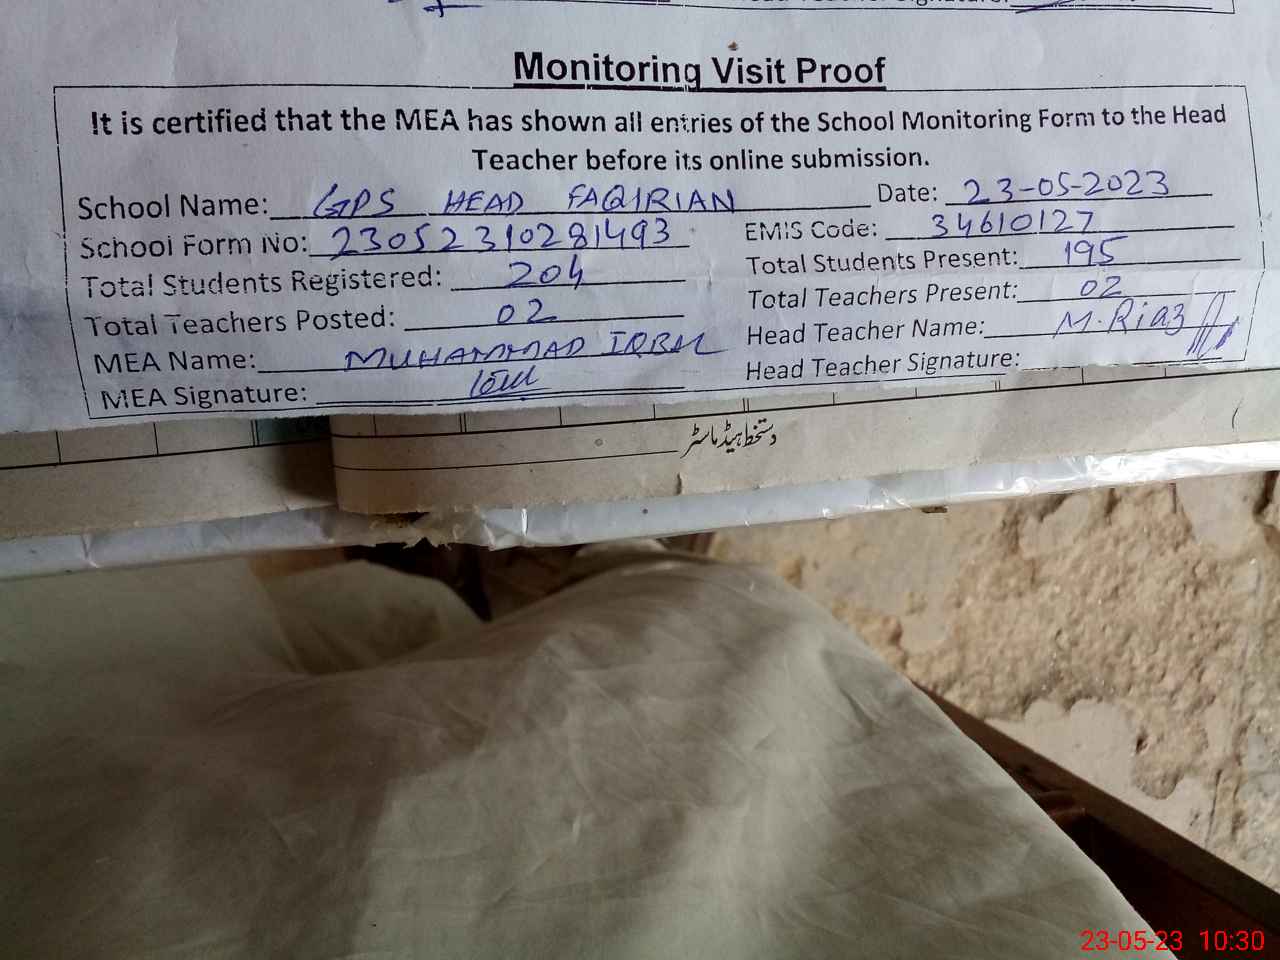 Monitoring Visit Proof
It is certified that the MEA has shown all entries of the School Monitoring Form to the Head
Teacher before its online submission.
School Name: GPS HEAD FAQIRIAN Date: 23-05-2023
School Form No: 23052310281493 EMIS Code: 34610127
Total Students Registered: 204 Total Students Present: 195
Total Teachers Posted: 02 Total Teachers Present: 02
MEA Name: MUHAMMAD IQBAL Head Teacher Name: M. Riaz
MEA Signature: Head Teacher Signature:
دستخط ہیڈ ماسٹر
23-05-23 10:30